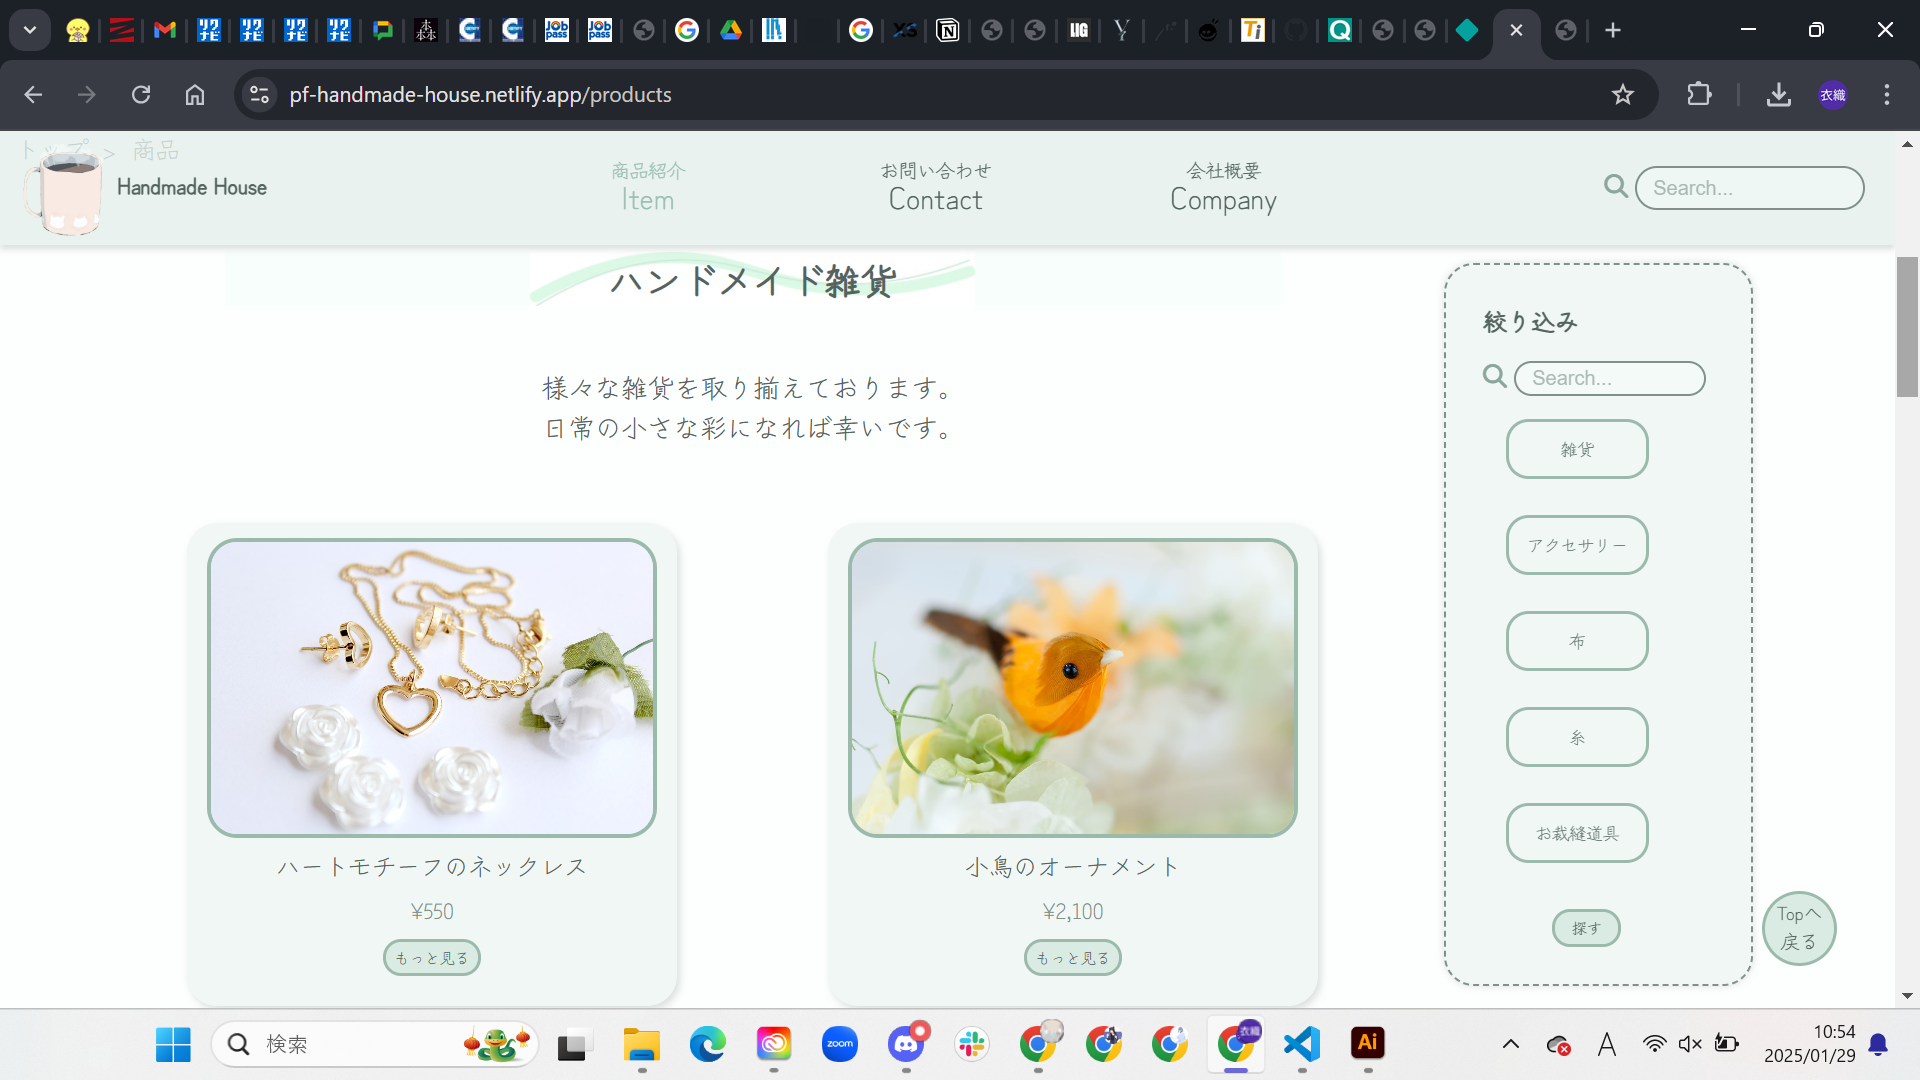 pf-handmade-house.netlify.app/products
衣織
トップ > 商品
Handmade House
商品紹介
Item
お問い合わせ
Contact
会社概要
Company
Search...
ハンドメイド雑貨
様々な雑貨を取り揃えております。
日常の小さな彩になれば幸いです。
ハートモチーフのネックレス
¥550
もっと見る
小鳥のオーナメント
¥2,100
もっと見る
絞り込み
Search...
雑貨
アクセサリー
布
糸
お裁縫道具
探す
Topへ
戻る
検索
zoom
衣織
Ai
A
10:54
2025/01/29